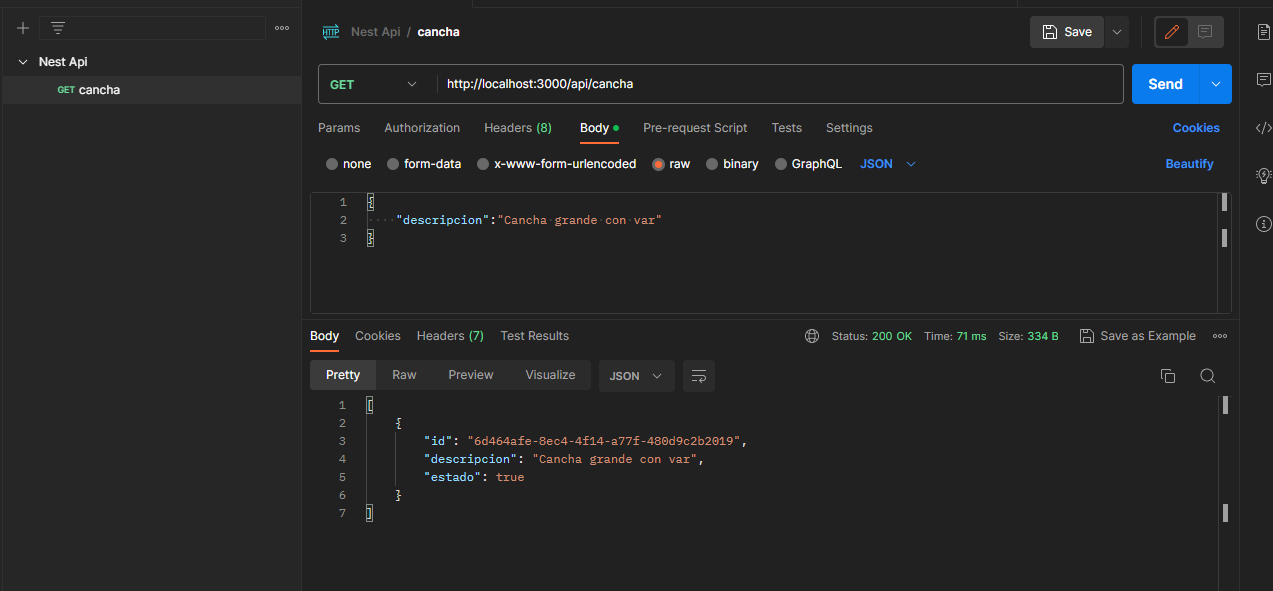 Nest Api / cancha
Save
Nest Api
GET cancha
GET http://localhost:3000/api/cancha
Send
Params Authorization Headers (8) Body Pre-request Script Tests Settings Cookies
none form-data x-www-form-urlencoded raw binary GraphQL JSON Beautify
1 {
2 ····"descripcion":"Cancha·grande·con·var"
3 }
Body Cookies Headers (7) Test Results Status: 200 OK Time: 71 ms Size: 334 B Save as Example
Pretty Raw Preview Visualize JSON
1 [
2 {
3 "id": "6d464afe-8ec4-4f14-a77f-480d9c2b2019",
4 "descripcion": "Cancha grande con var",
5 "estado": true
6 }
7 ]